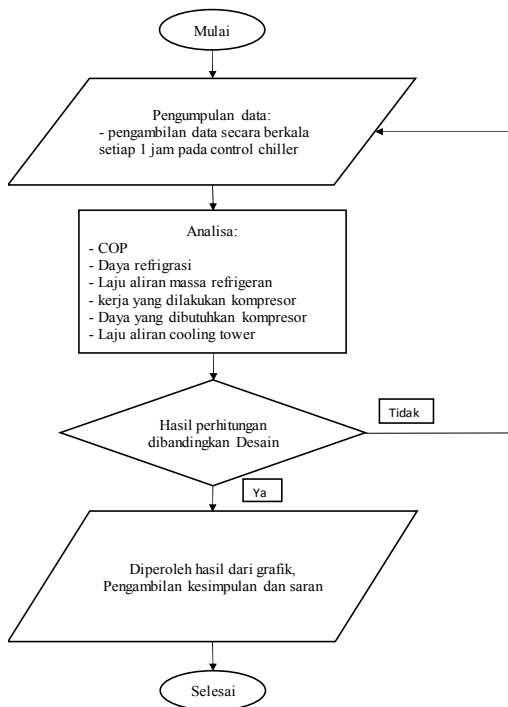 Mulai
Pengumpulan data:
- pengambilan data secara berkala
setiap 1 jam pada control chiller
Analisa:
- COP
- Daya refrigrasi
- Laju aliran massa refrigeran
- kerja yang dilakukan kompresor
- Daya yang dibutuhkan kompresor
- Laju aliran cooling tower
Hasil perhitungan
dibandingkan Desain
Tidak
Ya
Diperoleh hasil dari grafik,
Pengambilan kesimpulan dan saran
Selesai